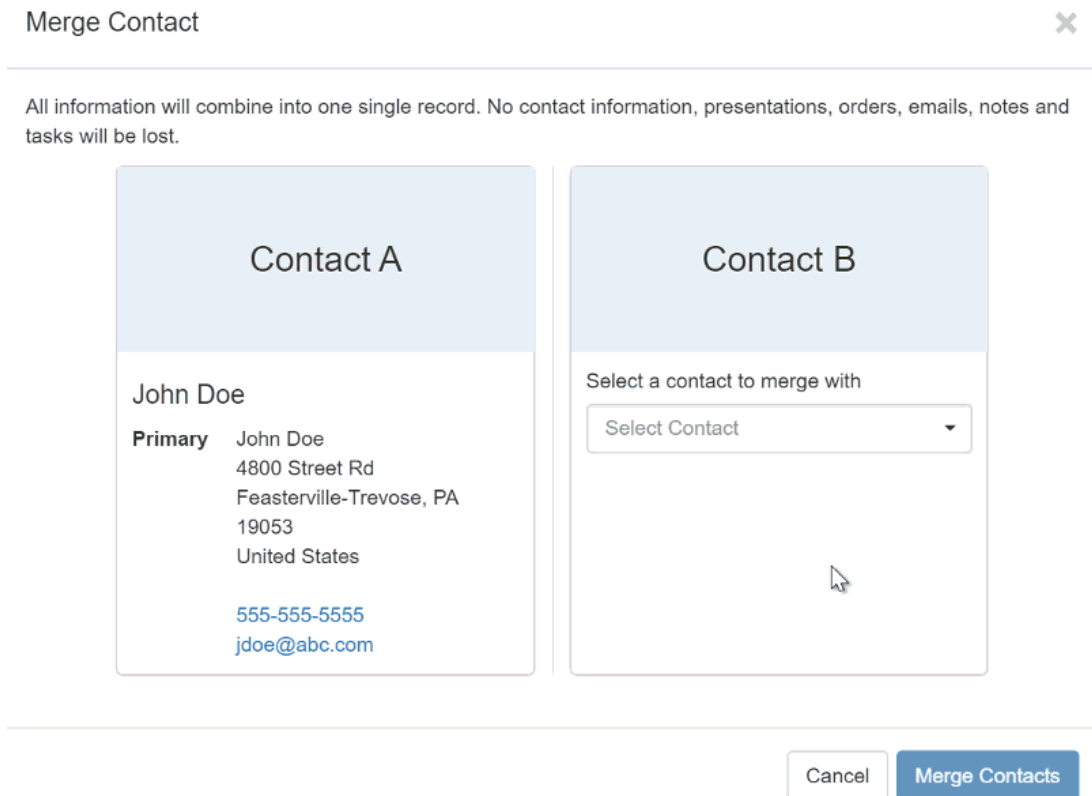 Merge Contact
All information will combine into one single record. No contact information, presentations, orders, emails, notes and
tasks will be lost.
Contact A
John Doe
Primary John Doe
4800 Street Rd
Feasterville-Trevose, PA
19053
United States
555-555-5555
jdoe@abc.com
Contact B
Select a contact to merge with
Select Contact
Cancel
Merge Contacts